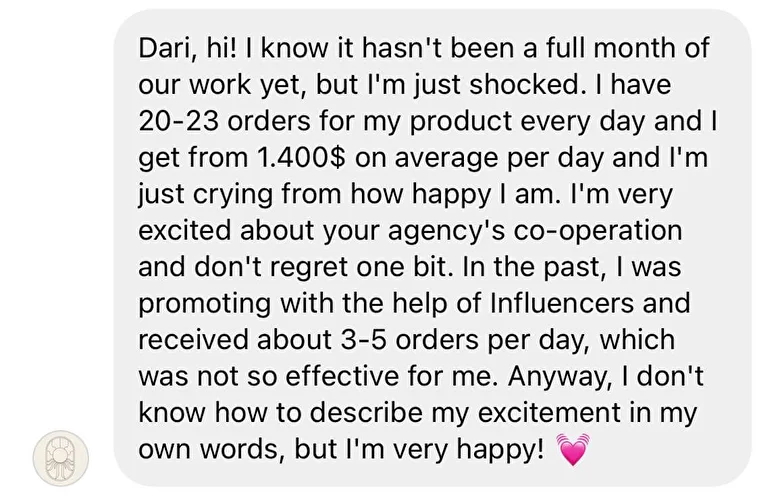 Dari, hi! I know it hasn't been a full month of
our work yet, but I'm just shocked. I have
20-23 orders for my product every day and I
get from 1.400$ on average per day and I'm
just crying from how happy I am. I'm very
excited about your agency's co-operation
and don't regret one bit. In the past, I was
promoting with the help of Influencers and
received about 3-5 orders per day, which
was not so effective for me. Anyway, I don't
know how to describe my excitement in my
own words, but I'm very happy! 💓